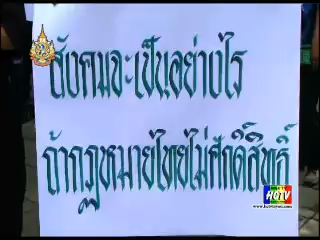 สังคมจะเป็นอย่างไร
ถ้ากฎหมายไทยไม่ศักดิ์สิทธิ์
HQTV